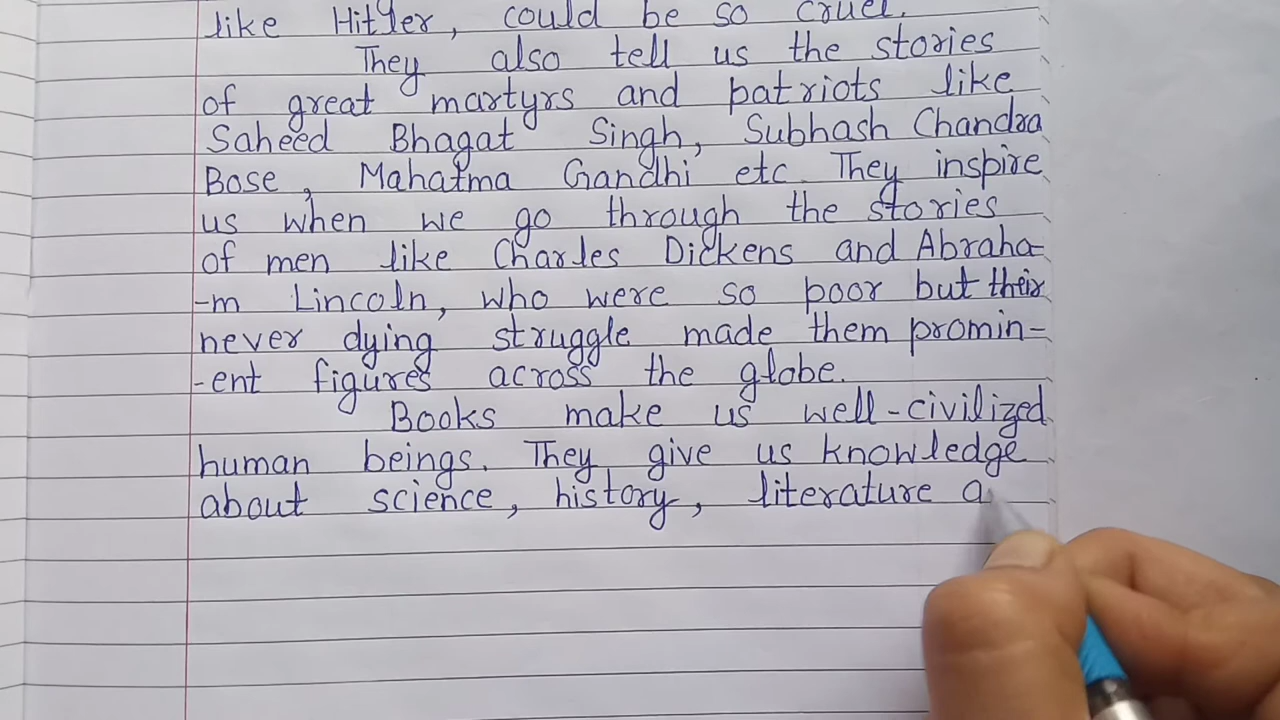 like Hitler, could be so cruel.
They also tell us the stories
of great martyrs and patriots like
Saheed Bhagat Singh, Subhash Chandra
Bose, Mahatma Gandhi etc. They inspire
us when we go through the stories
of men like Charles Dickens and Abraha-
-m Lincoln, who were so poor but their
never dying struggle made them promin-
-ent figures across the globe.
Books make us well-civilized
human beings. They give us knowledge
about science, history, literature a